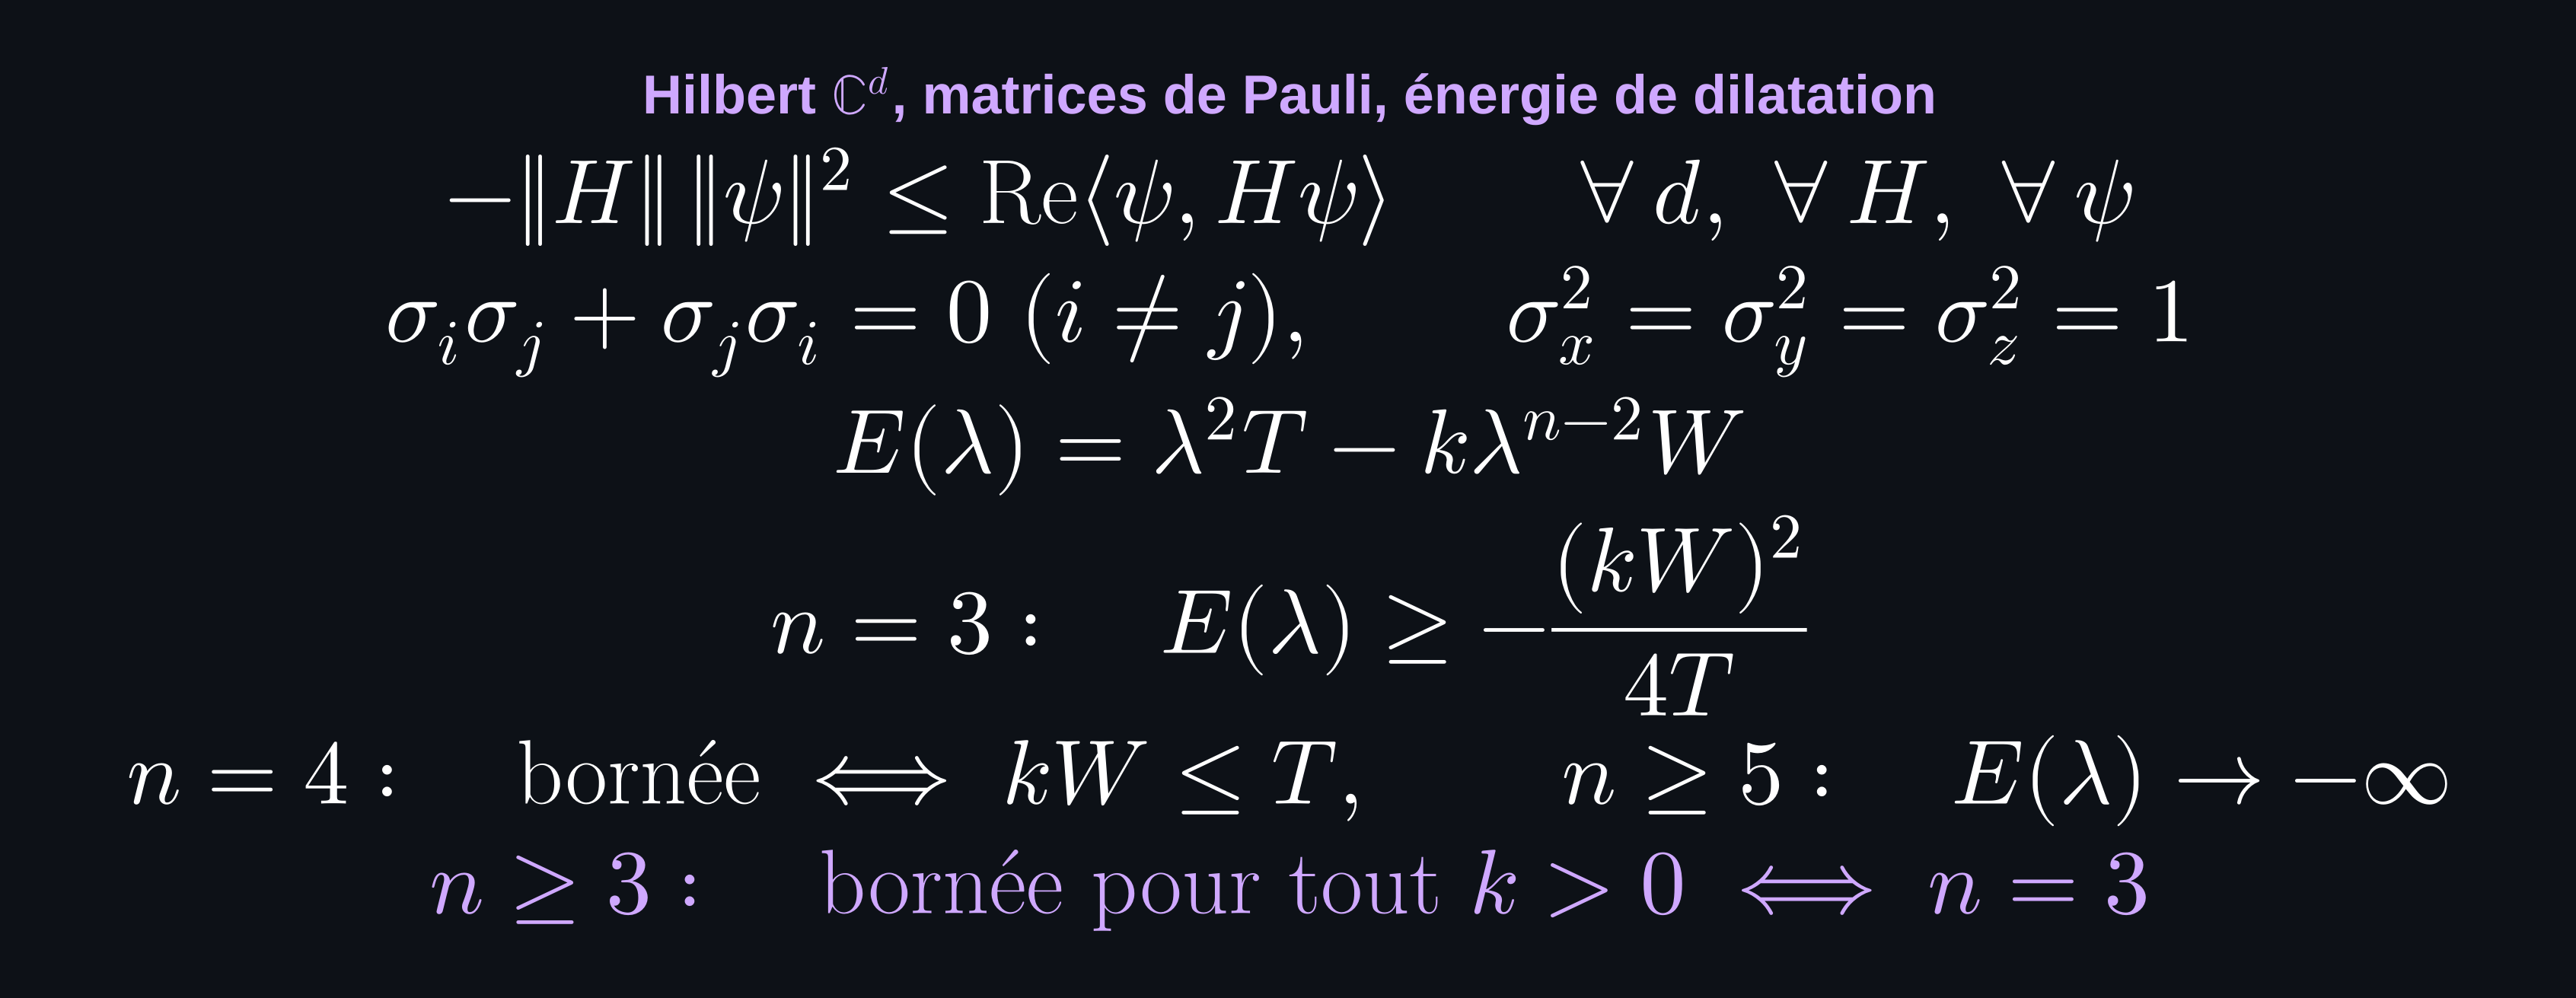 Hilbert ℂ^d, matrices de Pauli, énergie de dilatation
−‖H‖ ‖ψ‖² ≤ Re⟨ψ, Hψ⟩  ∀ d, ∀ H, ∀ ψ
σ_iσ_j + σ_jσ_i = 0 (i ≠ j),  σ_x² = σ_y² = σ_z² = 1
E(λ) = λ²T − kλ^{n−2}W
n = 3 :  E(λ) ≥ −\frac{(kW)²}{4T}
n = 4 :  bornée ⟺ kW ≤ T,  n ≥ 5 :  E(λ) → −∞
n ≥ 3 :  bornée pour tout k > 0 ⟺ n = 3